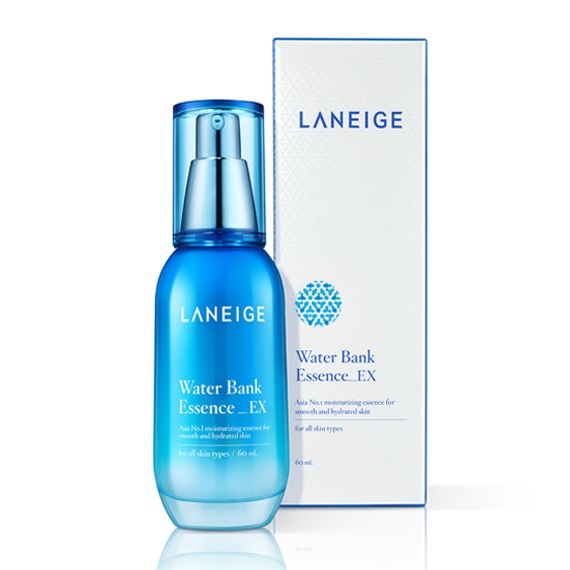 LANEIGE
Water Bank
Essence_EX
Asia No.1 moisturizing essence for
smooth and hydrated skin
for all skin types / 60 mL
LANEIGE
Water Bank
Essence_EX
Asia No.1 moisturizing essence for
smooth and hydrated skin
for all skin types
60 mL